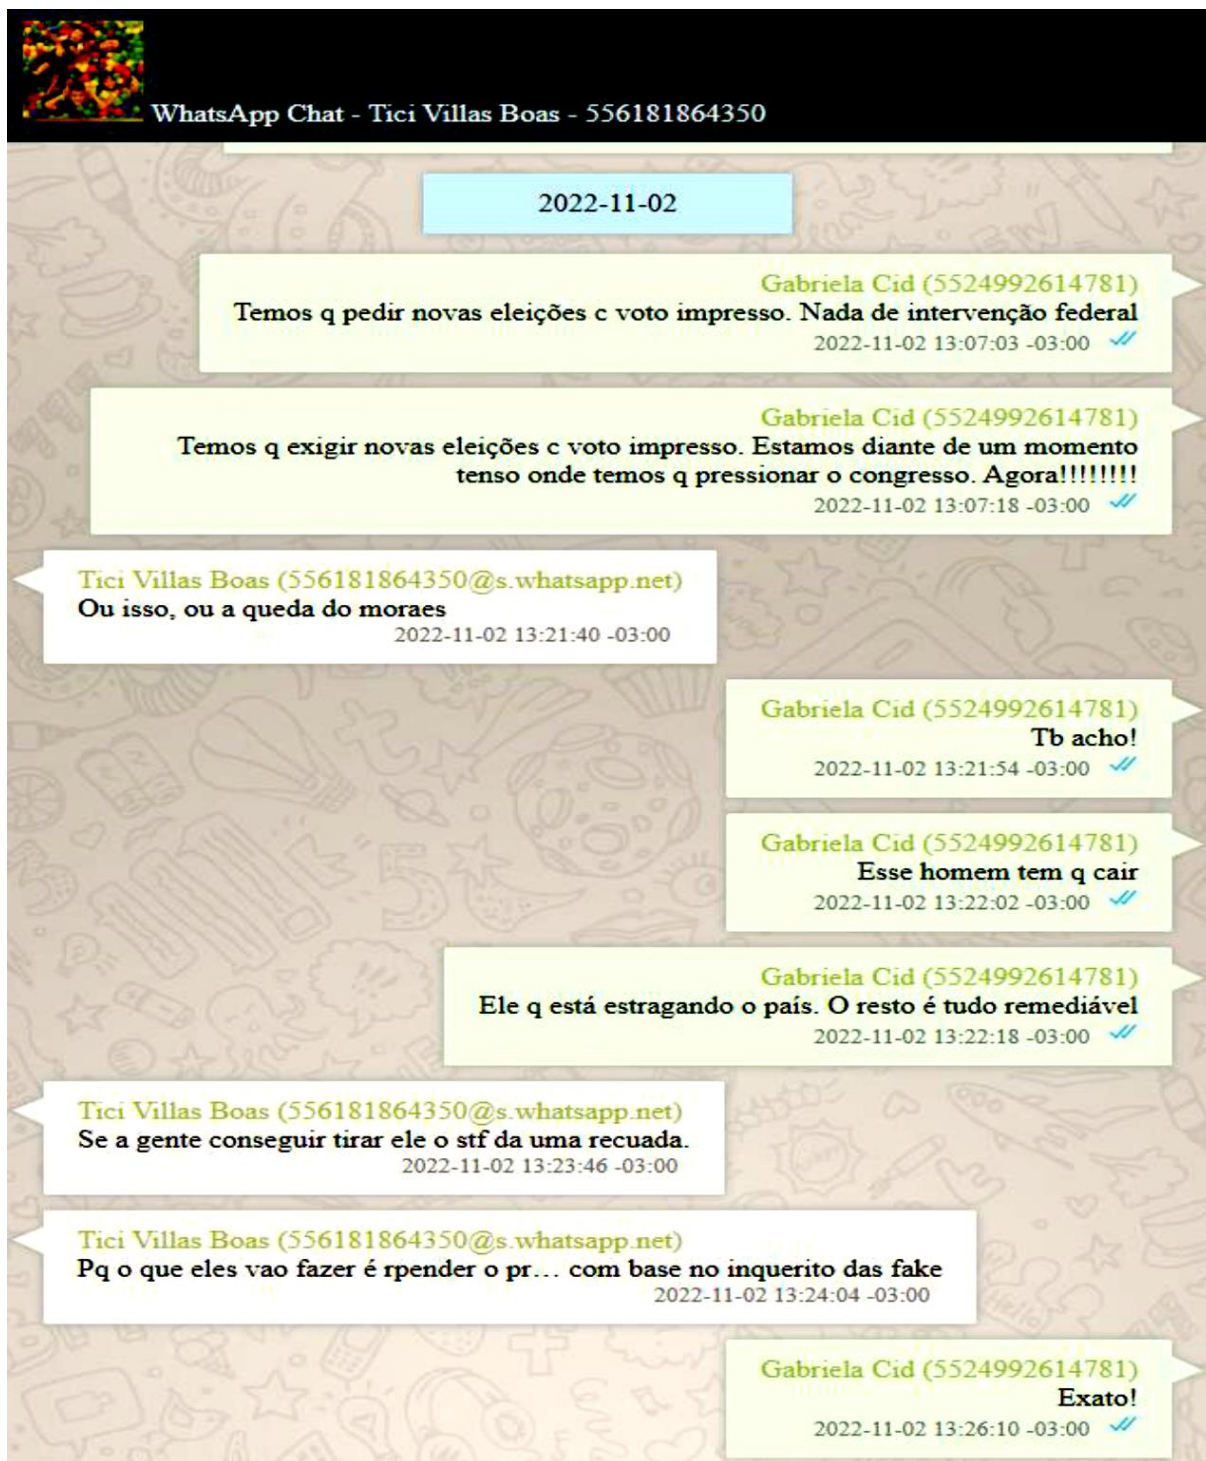 WhatsApp Chat - Tici Villas Boas - 556181864350
2022-11-02
Gabriela Cid (5524992614781)
Temos q pedir novas eleições c voto impresso. Nada de intervenção federal
2022-11-02 13:07:03 -03:00
Gabriela Cid (5524992614781)
Temos q exigir novas eleições c voto impresso. Estamos diante de um momento
tenso onde temos q pressionar o congresso. Agora!!!!!!!!
2022-11-02 13:07:18 -03:00
Tici Villas Boas (556181864350@s.whatsapp.net)
Ou isso, ou a queda do moraes
2022-11-02 13:21:40 -03:00
Gabriela Cid (5524992614781)
Tb acho!
2022-11-02 13:21:54 -03:00
Gabriela Cid (5524992614781)
Esse homem tem q cair
2022-11-02 13:22:02 -03:00
Gabriela Cid (5524992614781)
Ele q está estragando o país. O resto é tudo remediável
2022-11-02 13:22:18 -03:00
Tici Villas Boas (556181864350@s.whatsapp.net)
Se a gente conseguir tirar ele o stf da uma recuada.
2022-11-02 13:23:46 -03:00
Tici Villas Boas (556181864350@s.whatsapp.net)
Pq o que eles vao fazer é rpender o pr… com base no inquerito das fake
2022-11-02 13:24:04 -03:00
Gabriela Cid (5524992614781)
Exato!
2022-11-02 13:26:10 -03:00